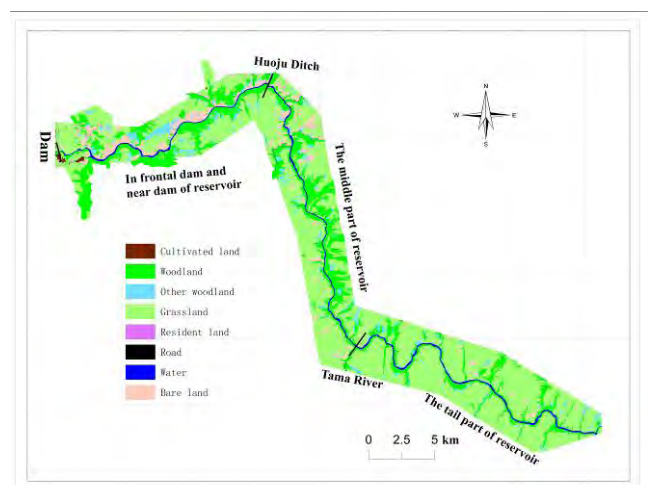 Huoju Ditch
N
W E
S
Dam
In frontal dam and
near dam of reservoir
The middle part of reservoir
Cultivated land
Woodland
Other woodland
Grassland
Resident land
Road
Water
Bare land
Tama River
The tail part of reservoir
0 2.5 5 km